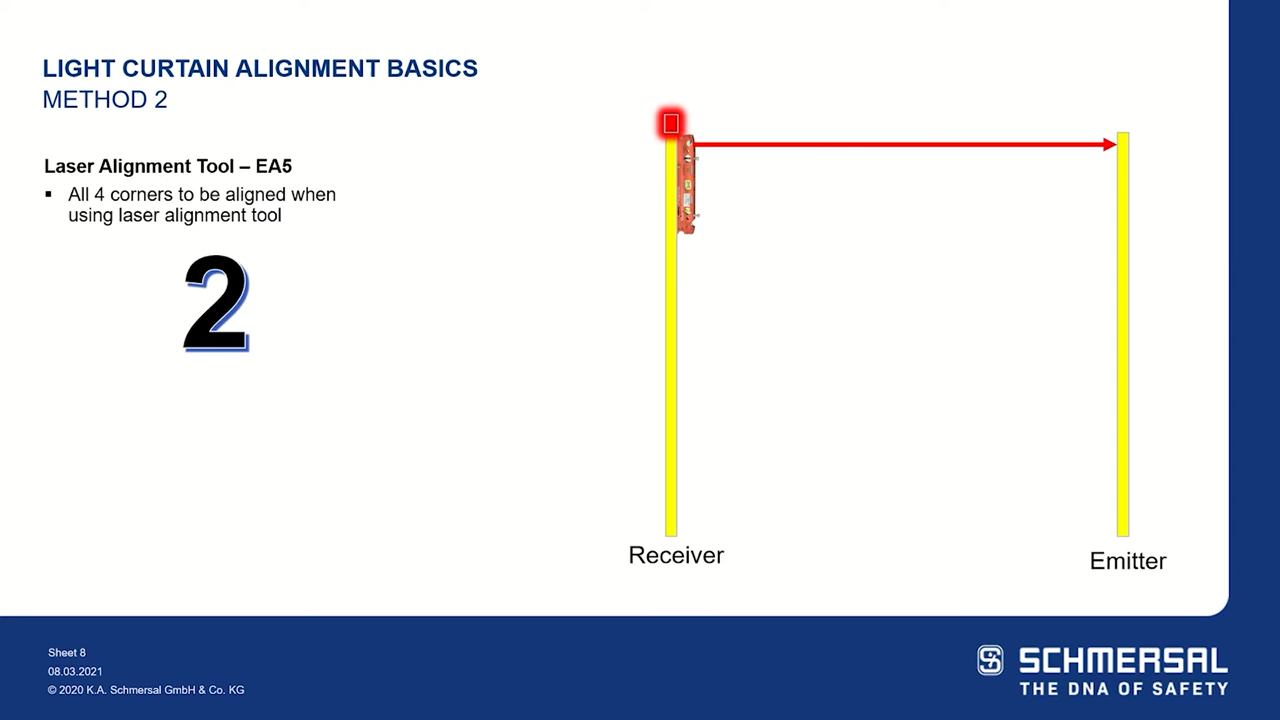 LIGHT CURTAIN ALIGNMENT BASICS
METHOD 2
Laser Alignment Tool – EA5
▪ All 4 corners to be aligned when
using laser alignment tool
2
Receiver
Emitter
Sheet 8
08.03.2021
© 2020 K.A. Schmersal GmbH & Co. KG
SCHMERSAL
THE DNA OF SAFETY